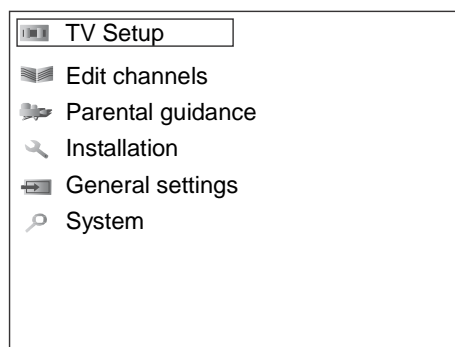 TV Setup
Edit channels
Parental guidance
Installation
General settings
System